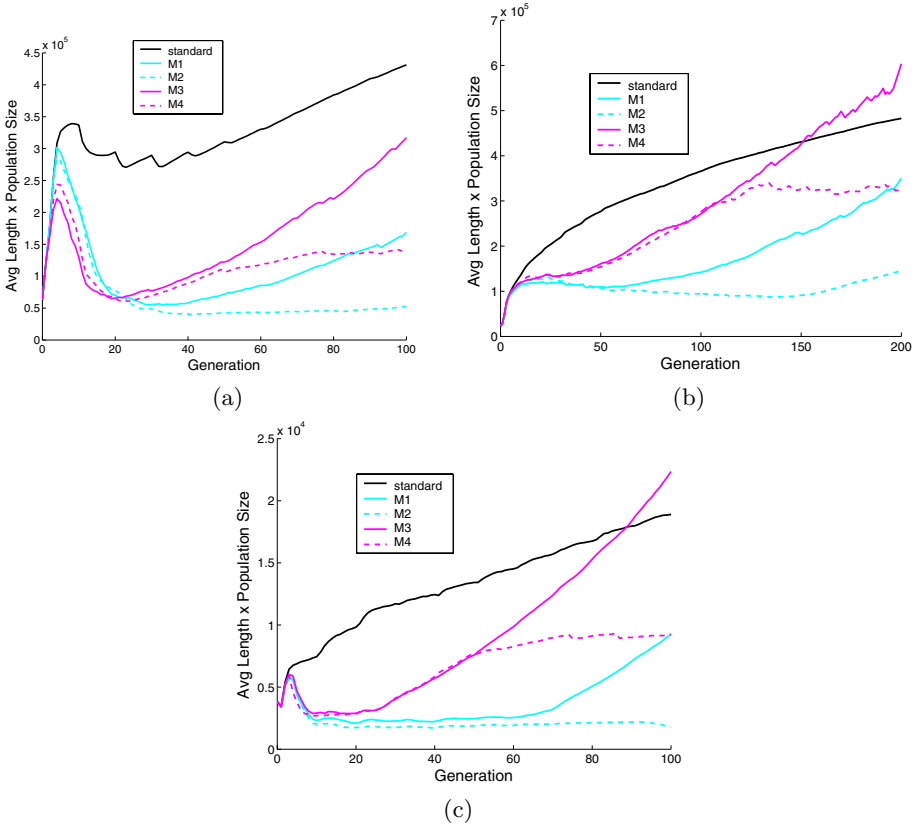 x 10^5
4.5
4
3.5
3
2.5
2
1.5
1
0.5
0
Avg Length x Population Size
standard
M1
M2
M3
M4
0 20 40 60 80 100
Generation
(a)
x 10^5
7
6
5
4
3
2
1
0
Avg Length x Population Size
standard
M1
M2
M3
M4
0 50 100 150 200
Generation
(b)
x 10^4
2.5
2
1.5
1
0.5
0
Avg Length x Population Size
standard
M1
M2
M3
M4
0 20 40 60 80 100
Generation
(c)